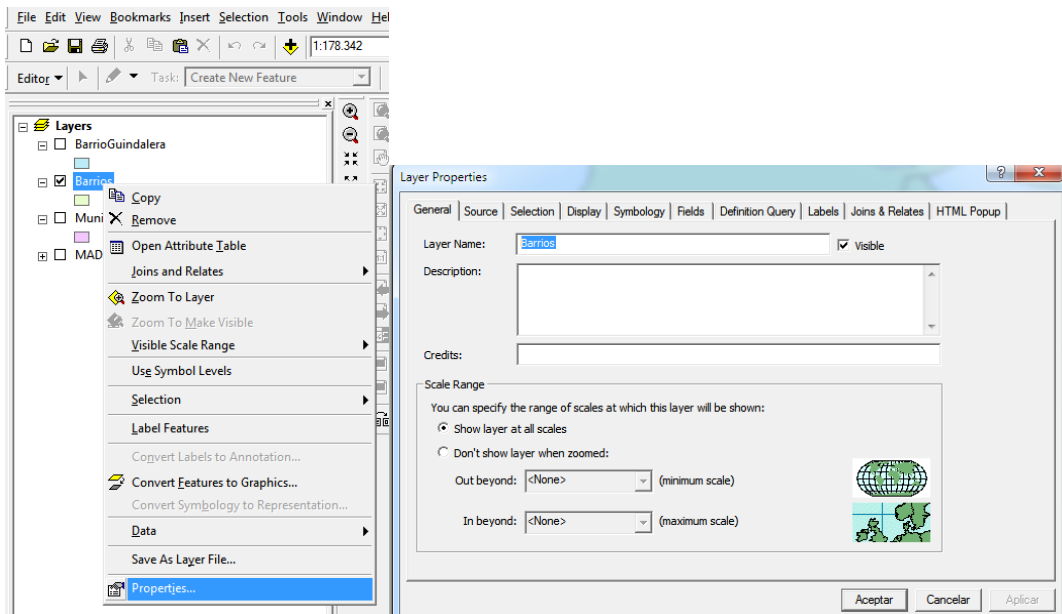 File Edit View Bookmarks Insert Selection Tools Window Hel
1:178.342
Editor Task: Create New Feature
Layers
BarrioGuindalera
Barrios
Muni
MAD
Copy
Remove
Open Attribute Table
Joins and Relates
Zoom To Layer
Zoom To Make Visible
Visible Scale Range
Use Symbol Levels
Selection
Label Features
Convert Labels to Annotation...
Convert Features to Graphics...
Convert Symbology to Representation...
Data
Save As Layer File...
Properties...
Layer Properties
General Source Selection Display Symbology Fields Definition Query Labels Joins & Relates HTML Popup
Layer Name: Barrios Visible
Description:
Credits:
Scale Range
You can specify the range of scales at which this layer will be shown:
Show layer at all scales
Don't show layer when zoomed:
Out beyond: <None> (minimum scale)
In beyond: <None> (maximum scale)
Aceptar Cancelar Aplicar